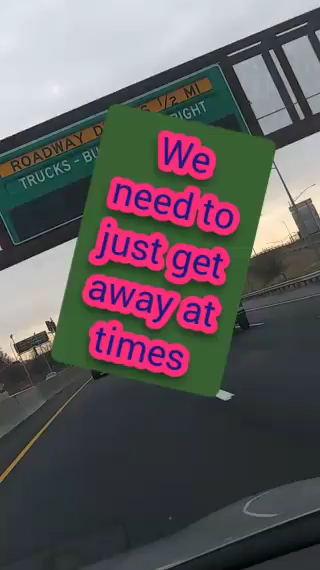 ROADWAY D S 1/2 MI
TRUCKS - BU RIGHT
We
need to
just get
away at
times